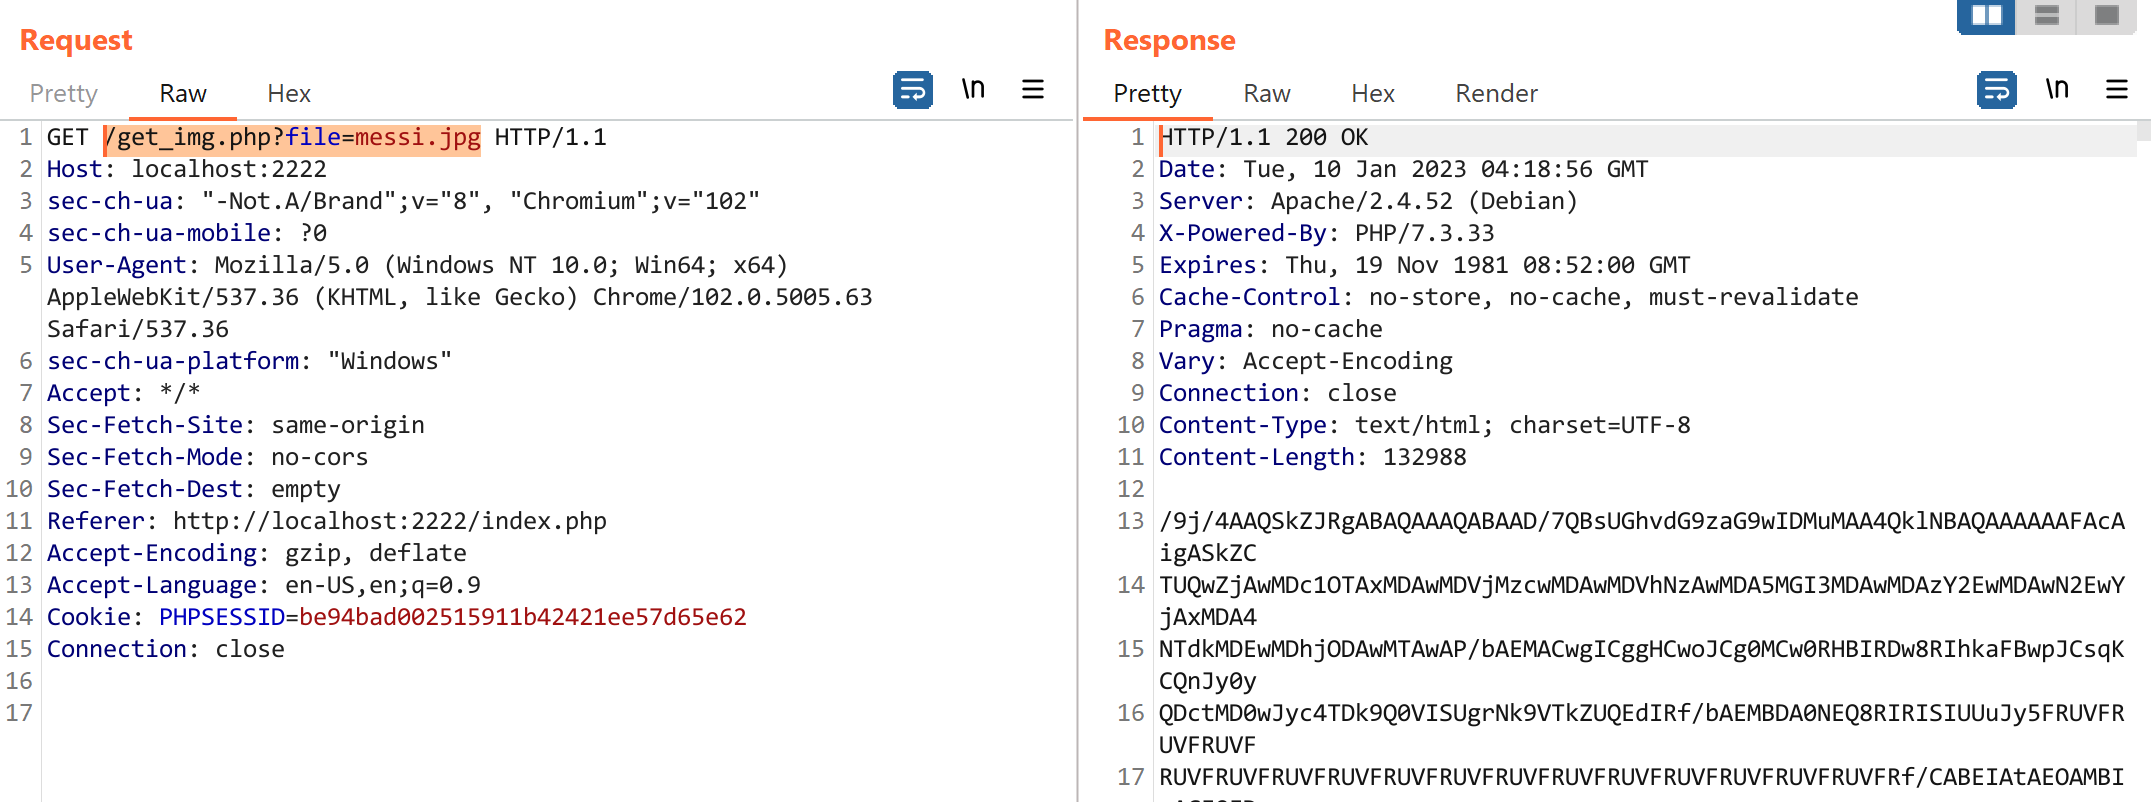 Request
Pretty Raw Hex \n
1 GET /get_img.php?file=messi.jpg HTTP/1.1
2 Host: localhost:2222
3 sec-ch-ua: "-Not.A/Brand";v="8", "Chromium";v="102"
4 sec-ch-ua-mobile: ?0
5 User-Agent: Mozilla/5.0 (Windows NT 10.0; Win64; x64)
AppleWebKit/537.36 (KHTML, like Gecko) Chrome/102.0.5005.63
Safari/537.36
6 sec-ch-ua-platform: "Windows"
7 Accept: */*
8 Sec-Fetch-Site: same-origin
9 Sec-Fetch-Mode: no-cors
10 Sec-Fetch-Dest: empty
11 Referer: http://localhost:2222/index.php
12 Accept-Encoding: gzip, deflate
13 Accept-Language: en-US,en;q=0.9
14 Cookie: PHPSESSID=be94bad002515911b42421ee57d65e62
15 Connection: close
16
17
Response
Pretty Raw Hex Render \n
1 HTTP/1.1 200 OK
2 Date: Tue, 10 Jan 2023 04:18:56 GMT
3 Server: Apache/2.4.52 (Debian)
4 X-Powered-By: PHP/7.3.33
5 Expires: Thu, 19 Nov 1981 08:52:00 GMT
6 Cache-Control: no-store, no-cache, must-revalidate
7 Pragma: no-cache
8 Vary: Accept-Encoding
9 Connection: close
10 Content-Type: text/html; charset=UTF-8
11 Content-Length: 132988
12
13 /9j/4AAQSkZJRgABAQAAAQABAAD/7QBsUGhvdG9zaG9wIDMuMAA4QklNBAQAAAAAAFAcA
igASkZC
14 TUQwZjAwMDc1OTAxMDAwMDVjMzcwMDAwMDVhNzAwMDA5MGI3MDAwMDAzY2EwMDAwN2EwY
jAxMDA4
15 NTdkMDEwMDhjODAwMTAwAP/bAEMACwgICggHCwoJCg0MCw0RHBIRDw8RIhkaFBwpJCsqK
CQnJy0y
16 QDctMD0wJyc4TDk9Q0VISUgrNk9VTkZUQEdIRf/bAEMBDA0NEQ8RIRISIUUuJy5FRUVFR
UVFRUVF
17 RUVFRUVFRUVFRUVFRUVFRUVFRUVFRUVFRUVFRUVFRUVFRUVFRUVFRf/CABEIAtAEOAMBI